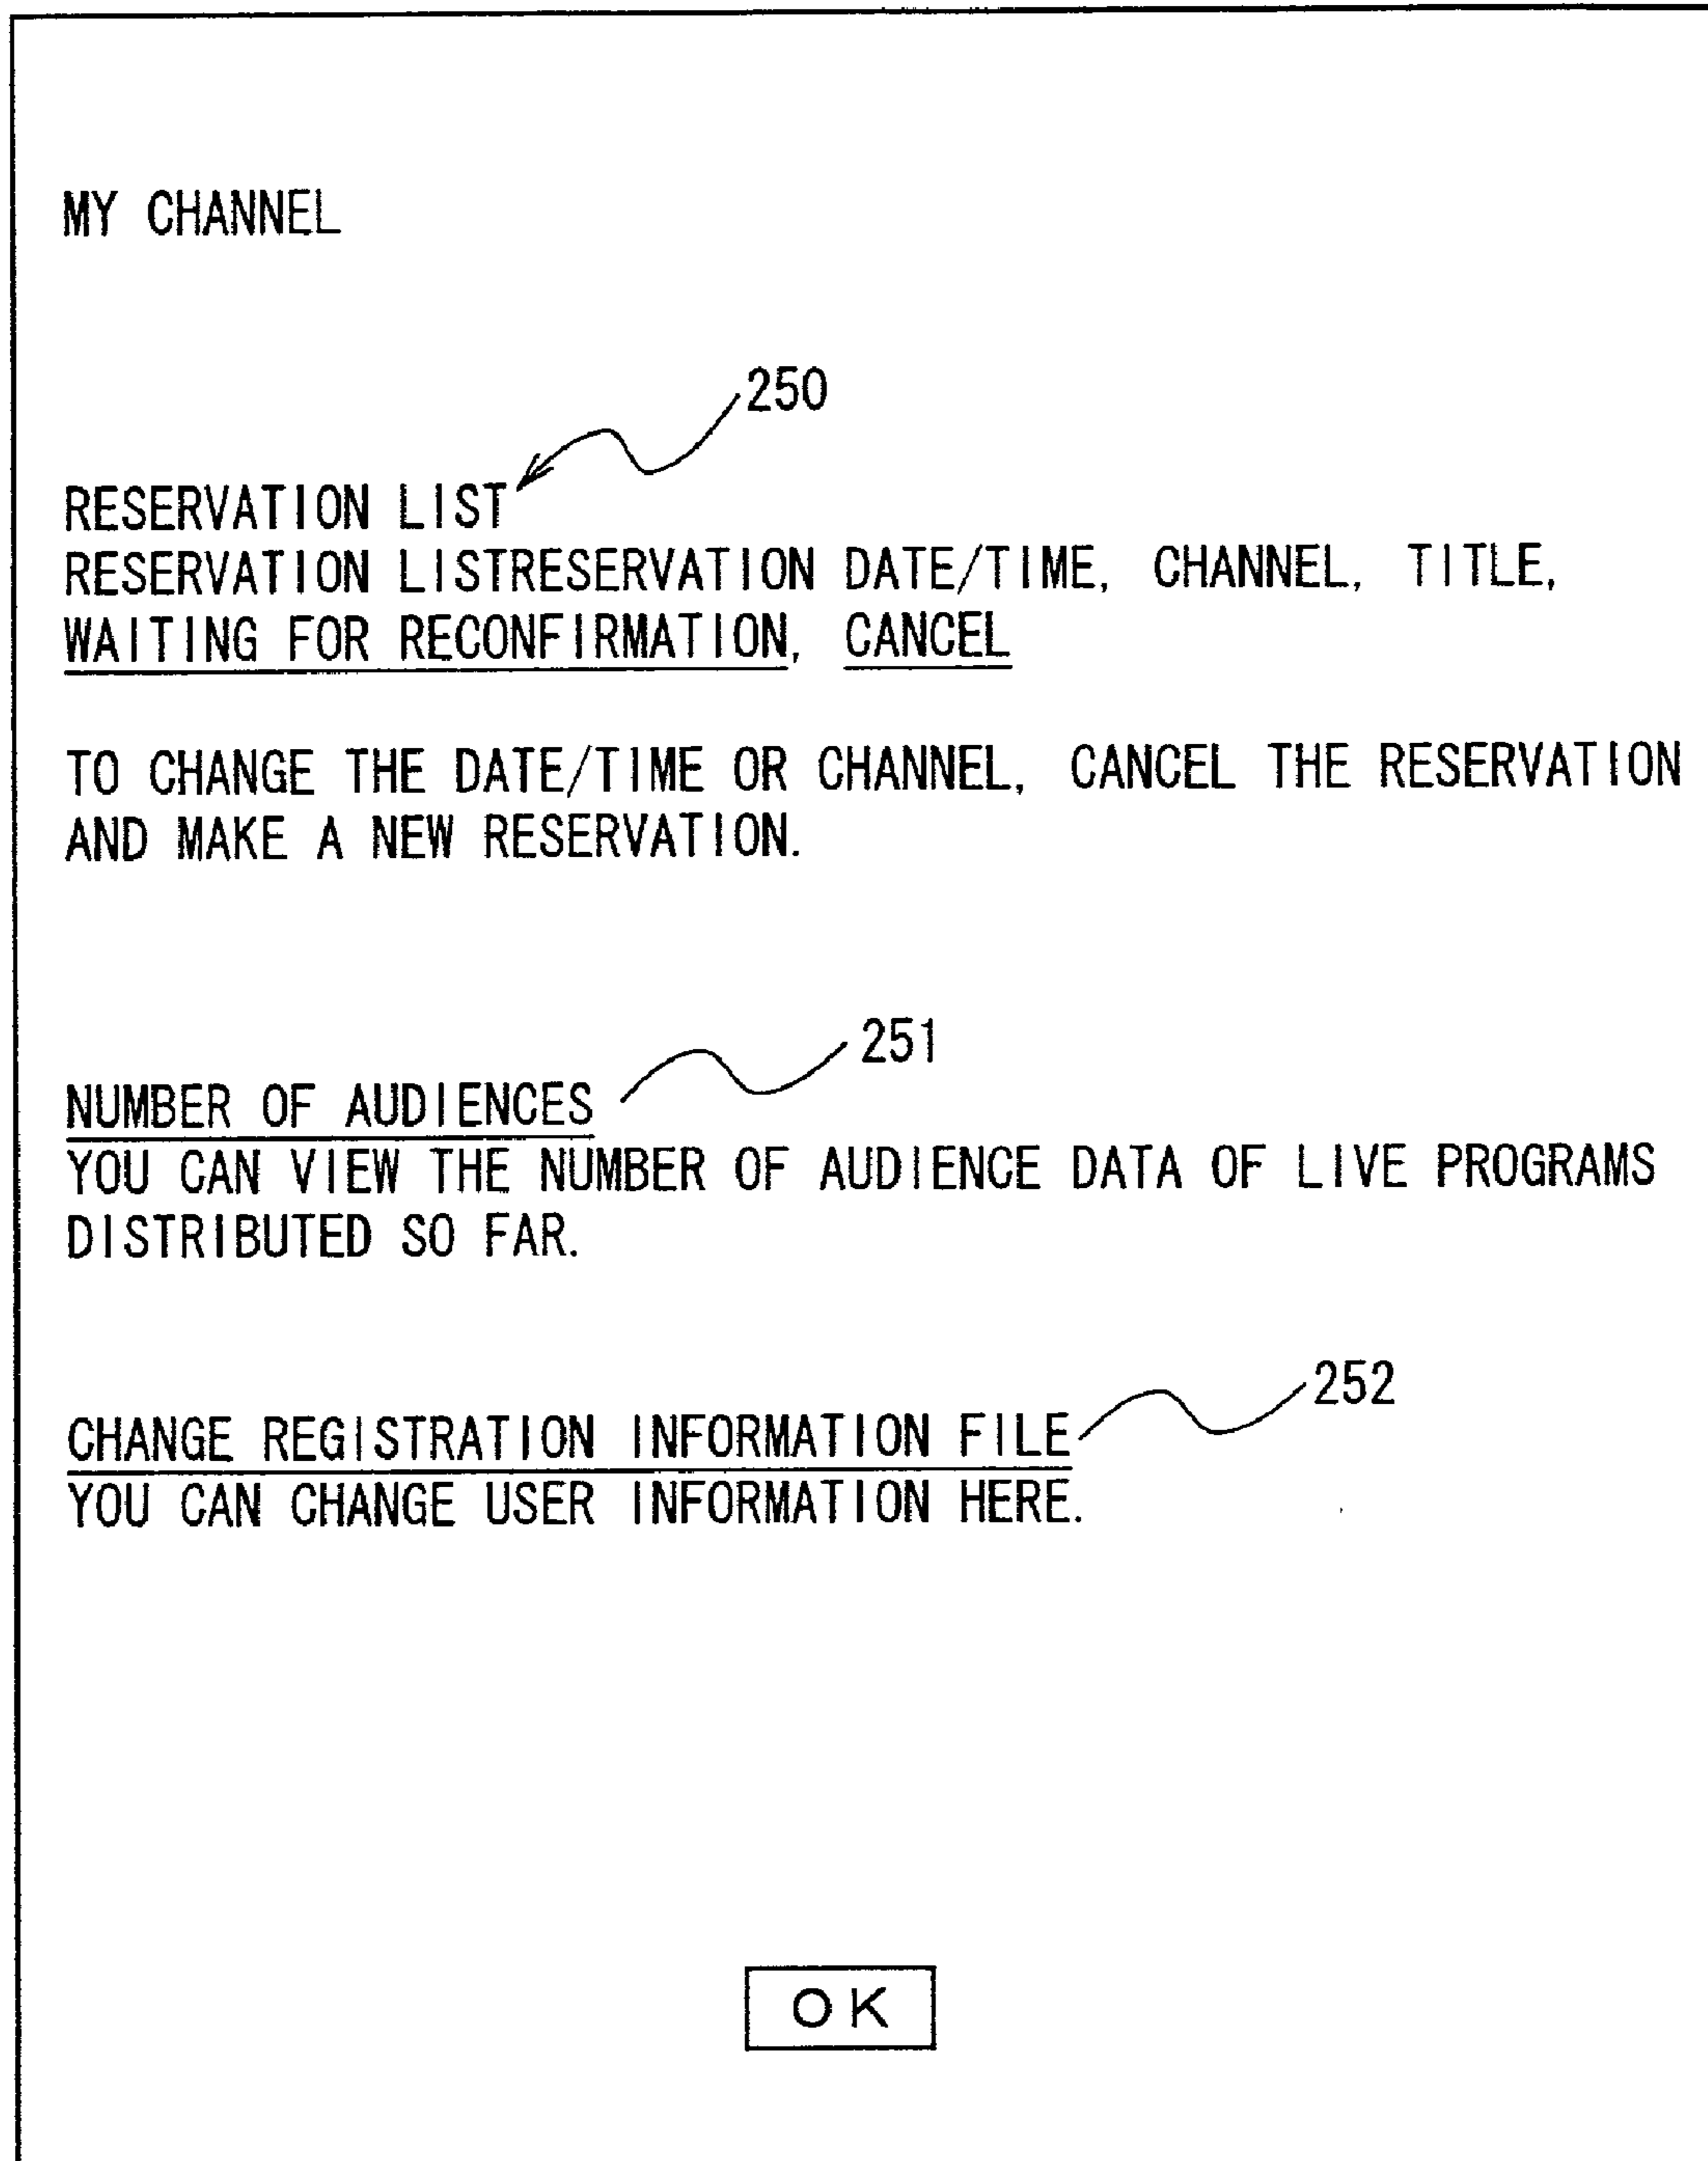 MY CHANNEL
250
RESERVATION LIST
RESERVATION LISTRESERVATION DATE/TIME, CHANNEL, TITLE,
WAITING FOR RECONFIRMATION, CANCEL
TO CHANGE THE DATE/TIME OR CHANNEL, CANCEL THE RESERVATION
AND MAKE A NEW RESERVATION.
251
NUMBER OF AUDIENCES
YOU CAN VIEW THE NUMBER OF AUDIENCE DATA OF LIVE PROGRAMS
DISTRIBUTED SO FAR.
252
CHANGE REGISTRATION INFORMATION FILE
YOU CAN CHANGE USER INFORMATION HERE.
OK